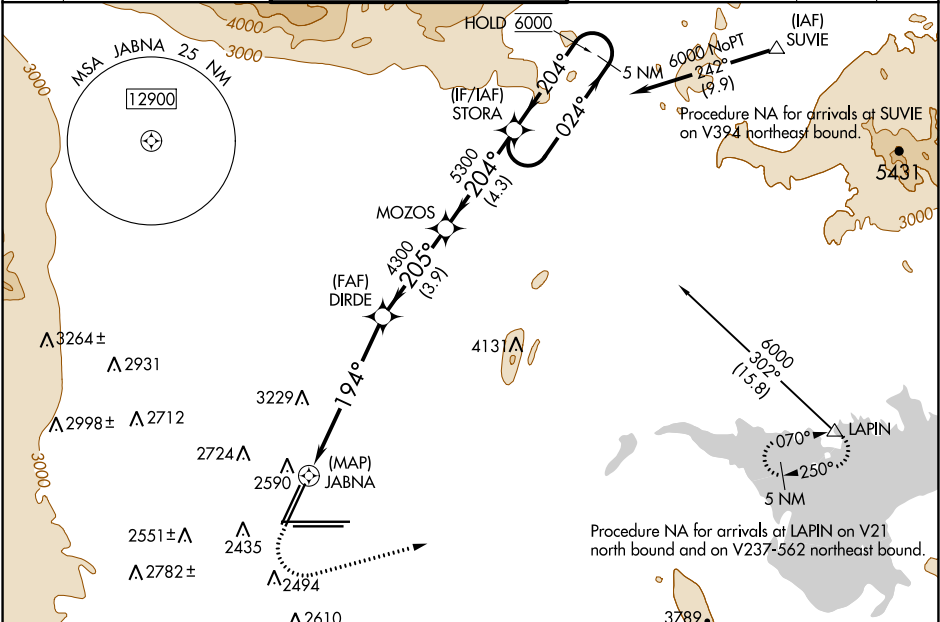 HOLD 6000
4000
3000
3000
MSA JABNA 25 NM
12900
(IAF)
SUVIE
6000 NoPT
242°
(9.9)
5 NM
204°
024°
(IF/IAF)
STORA
Procedure NA for arrivals at SUVIE
on V394 northeast bound.
5431
3000
5300
204°
(4.3)
MOZOS
4300
205°
(3.9)
(FAF)
DIRDE
3264±
2931
4131
6000
302°
(15.8)
194°
3229
2998±
2712
LAPIN
070°
250°
5 NM
3000
2724
2590
(MAP)
JABNA
2551±
2435
Procedure NA for arrivals at LAPIN on V21
north bound and on V237-562 northeast bound.
2782±
2494
2610
3789